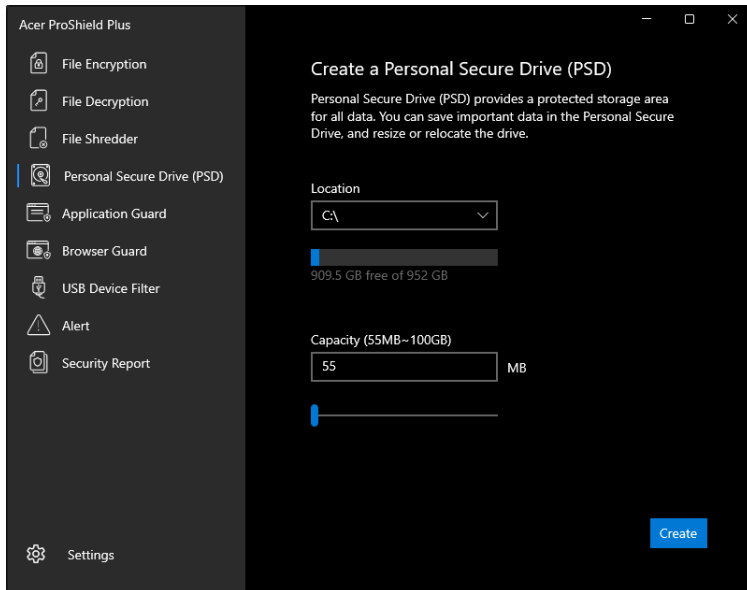 Acer ProShield Plus
File Encryption
File Decryption
File Shredder
Personal Secure Drive (PSD)
Application Guard
Browser Guard
USB Device Filter
Alert
Security Report
Settings
Create a Personal Secure Drive (PSD)
Personal Secure Drive (PSD) provides a protected storage area
for all data. You can save important data in the Personal Secure
Drive, and resize or relocate the drive.
Location
C:\
909.5 GB free of 952 GB
Capacity (55MB~100GB)
55
MB
Create